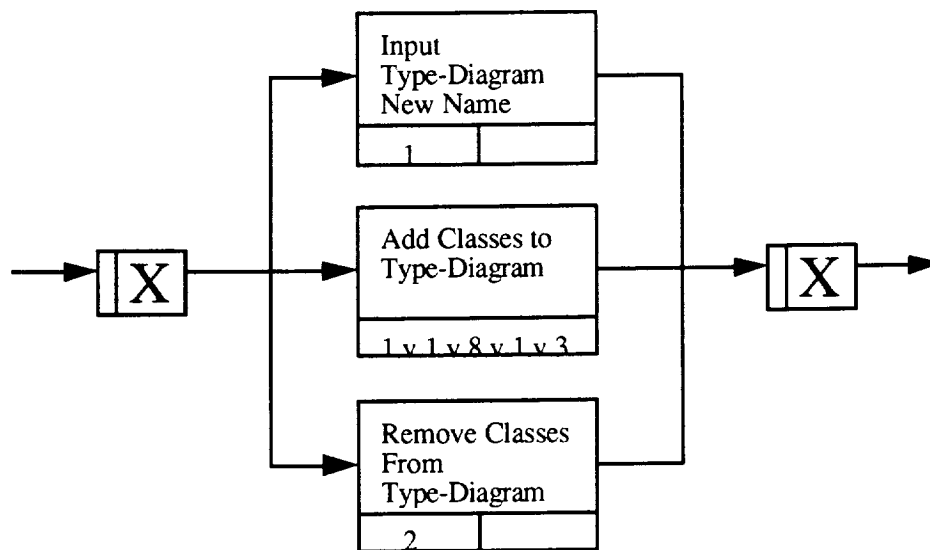 Input
Type-Diagram
New Name
1
Add Classes to
Type-Diagram
X
X
1 v 1 v 8 v 1 v 3
Remove Classes
From
Type-Diagram
2